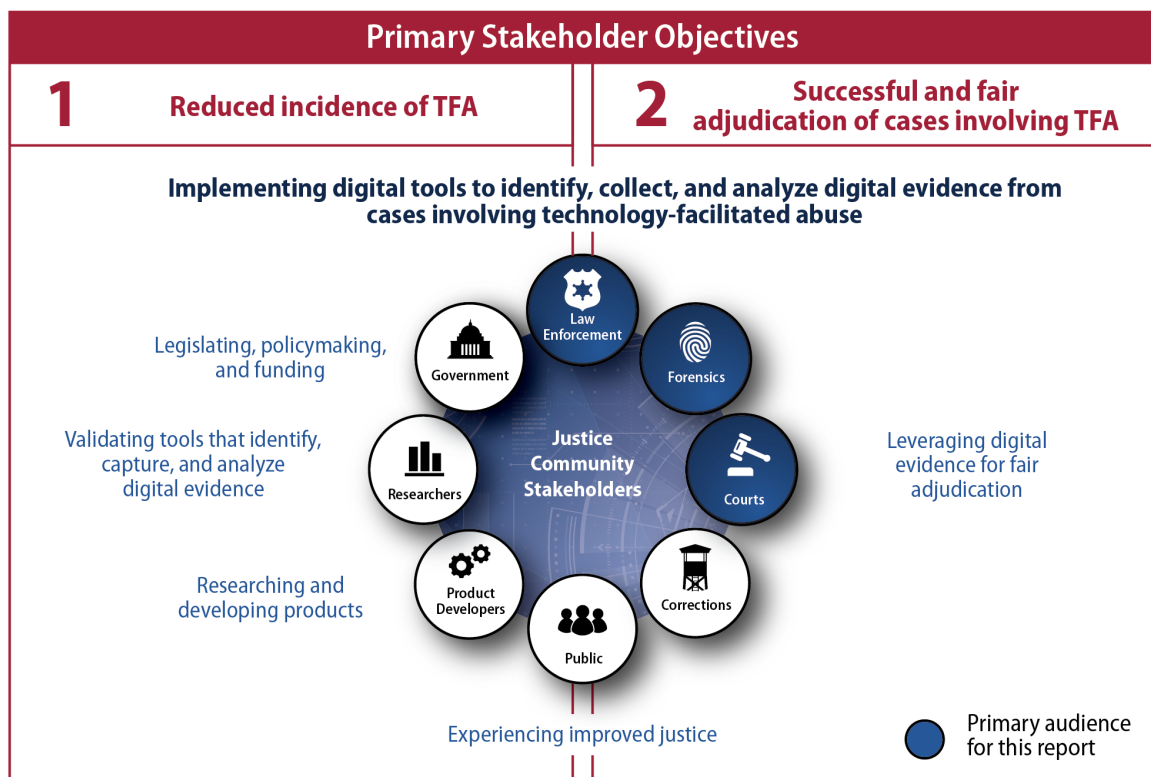 Primary Stakeholder Objectives
1
Reduced incidence of TFA
2
Successful and fair
adjudication of cases involving TFA
Implementing digital tools to identify, collect, and analyze digital evidence from
cases involving technology-facilitated abuse
Law
Enforcement
Government
Forensics
Legislating, policymaking,
and funding
Validating tools that identify,
capture, and analyze
digital evidence
Researchers
Justice
Community
Stakeholders
Courts
Leveraging digital
evidence for fair
adjudication
Researching and
developing products
Product
Developers
Corrections
Public
Experiencing improved justice
Primary audience
for this report